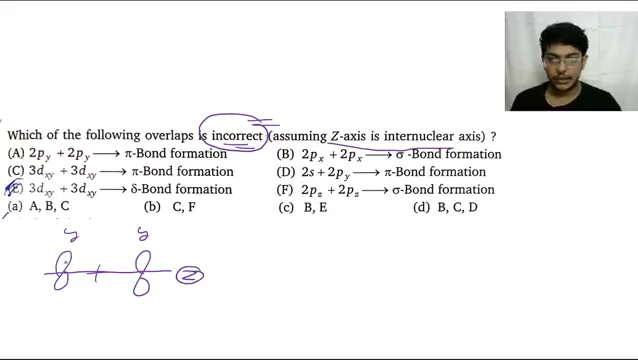 Which of the following overlaps is incorrect (assuming Z-axis is internuclear axis) ?
(A) 2p_y + 2p_y ⟶ π-Bond formation (B) 2p_x + 2p_x ⟶ σ-Bond formation
(C) 3d_xy + 3d_xy ⟶ π-Bond formation (D) 2s + 2p_y ⟶ π-Bond formation
(E) 3d_xy + 3d_xy ⟶ δ-Bond formation (F) 2p_z + 2p_z ⟶ σ-Bond formation
(a) A, B, C (b) C, F (c) B, E (d) B, C, D
y y
+ Z